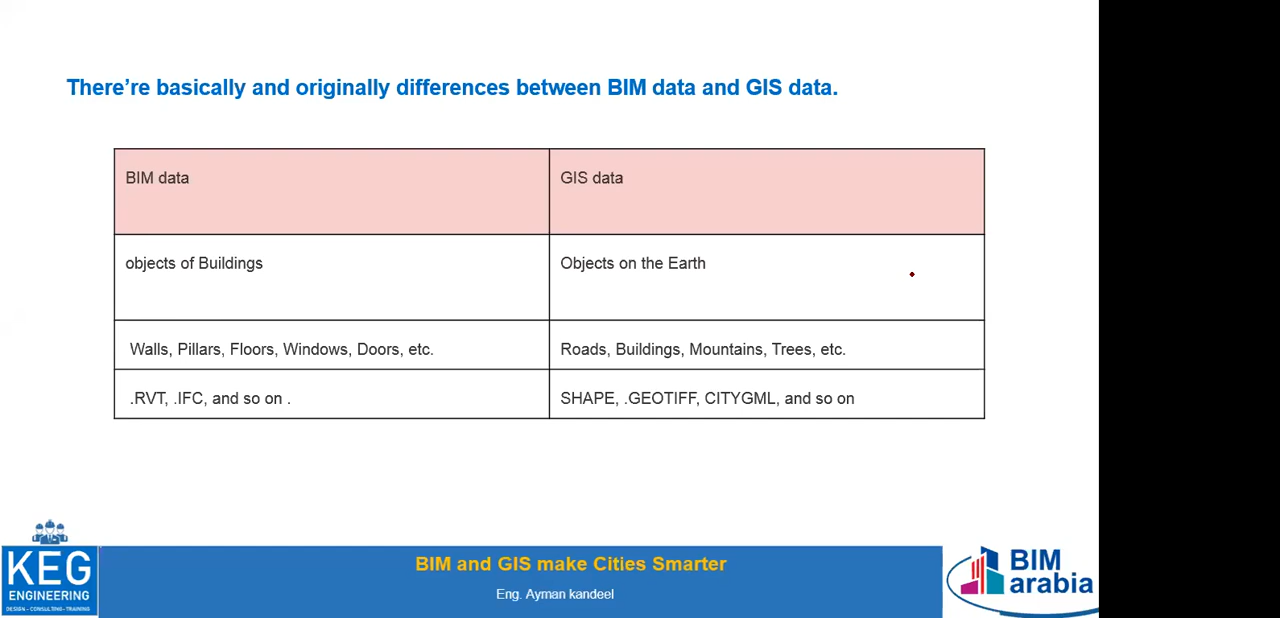 There’re basically and originally differences between BIM data and GIS data.
BIM data
GIS data
objects of Buildings
Objects on the Earth
Walls, Pillars, Floors, Windows, Doors, etc.
Roads, Buildings, Mountains, Trees, etc.
.RVT, .IFC, and so on .
SHAPE, .GEOTIFF, CITYGML, and so on
KEG
ENGINEERING
DESIGN - CONSULTING - TRAINING
BIM and GIS make Cities Smarter
Eng. Ayman kandeel
BIM
arabia